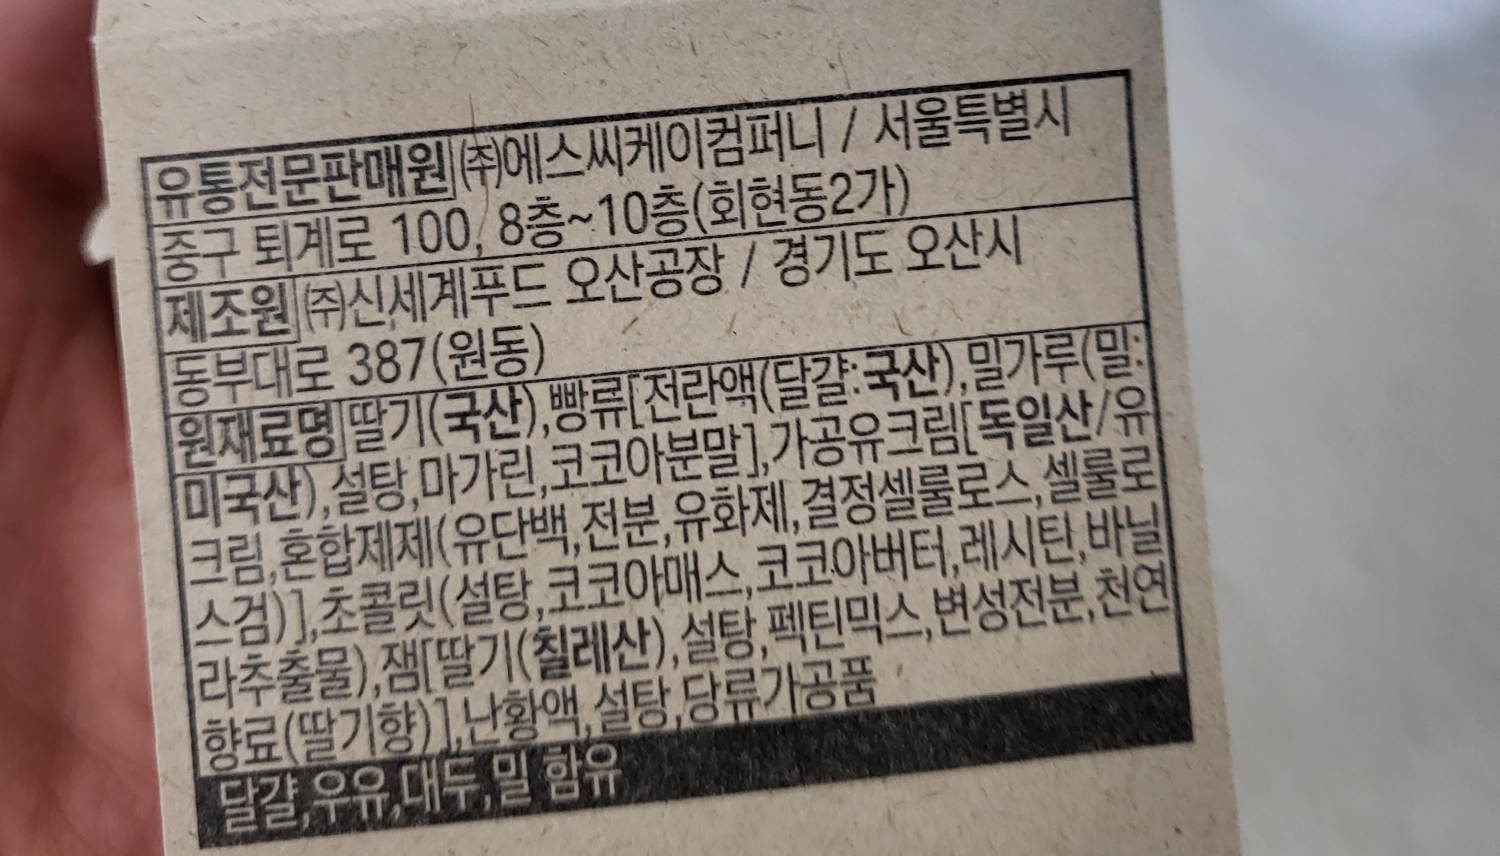 유통전문판매원 (주)에스씨케이컴퍼니 / 서울특별시
중구 퇴계로 100, 8층~10층(회현동2가)
제조원 (주)신세계푸드 오산공장 / 경기도 오산시
동부대로 387(원동)
원재료명 딸기(국산),빵류[전란액(달걀:국산),밀가루(밀:
미국산),설탕,마가린,코코아분말],가공유크림[독일산/유
크림,혼합제제(유단백,전분,유화제,결정셀룰로스,셀룰로
스검)],초콜릿(설탕,코코아매스,코코아버터,레시틴,바닐
라추출물),잼[딸기(칠레산),설탕,펙틴믹스,변성전분,천연
향료(딸기향)],난황액,설탕,당류가공품
달걀,우유,대두,밀 함유